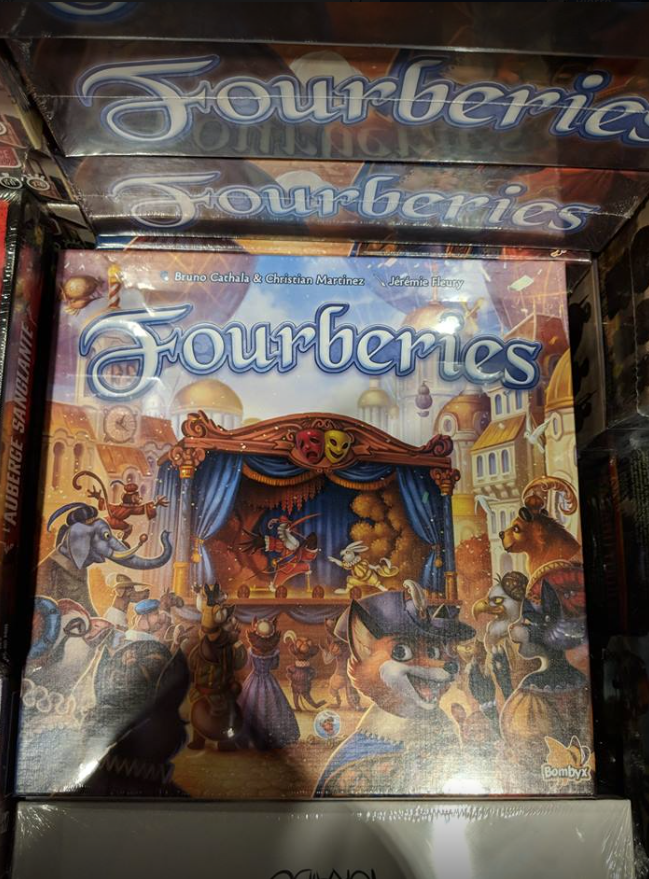 Fourberies
Fourberies
Bruno Cathala & Christian Martinez Jérémie Fleury
Fourberies
L'AUBERGE SANGLANTE
Bombyx